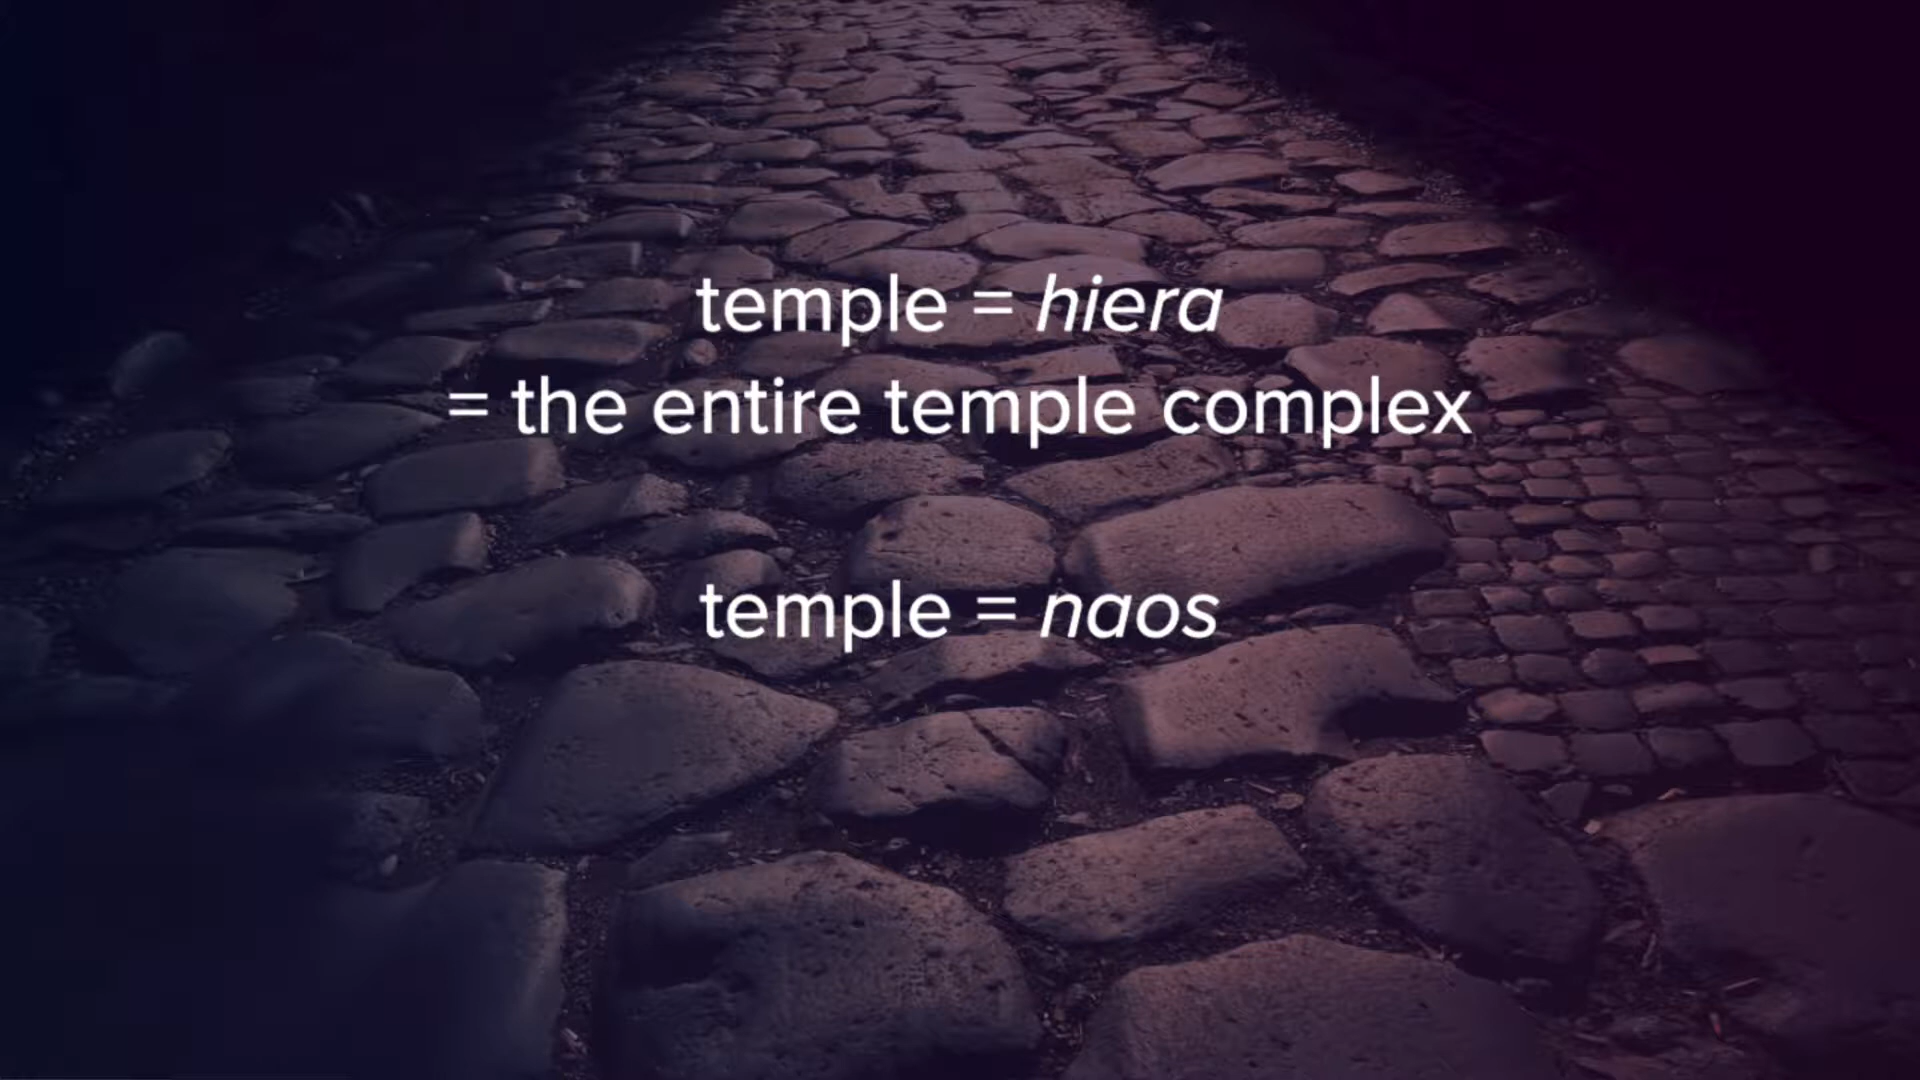 temple = hiera
= the entire temple complex
temple = naos